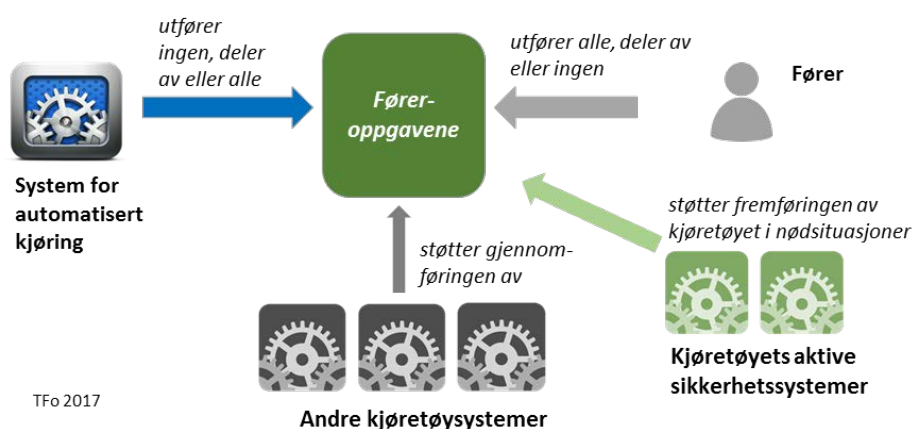 utfører
ingen, deler
av eller alle
System for
automatisert
kjøring
Fører-
oppgavene
utfører alle, deler av
eller ingen
Fører
støtter gjennom-
føringen av
støtter fremføringen av
kjøretøyet i nødsituasjoner
Kjøretøyets aktive
sikkerhetssystemer
Andre kjøretøysystemer
TFo 2017